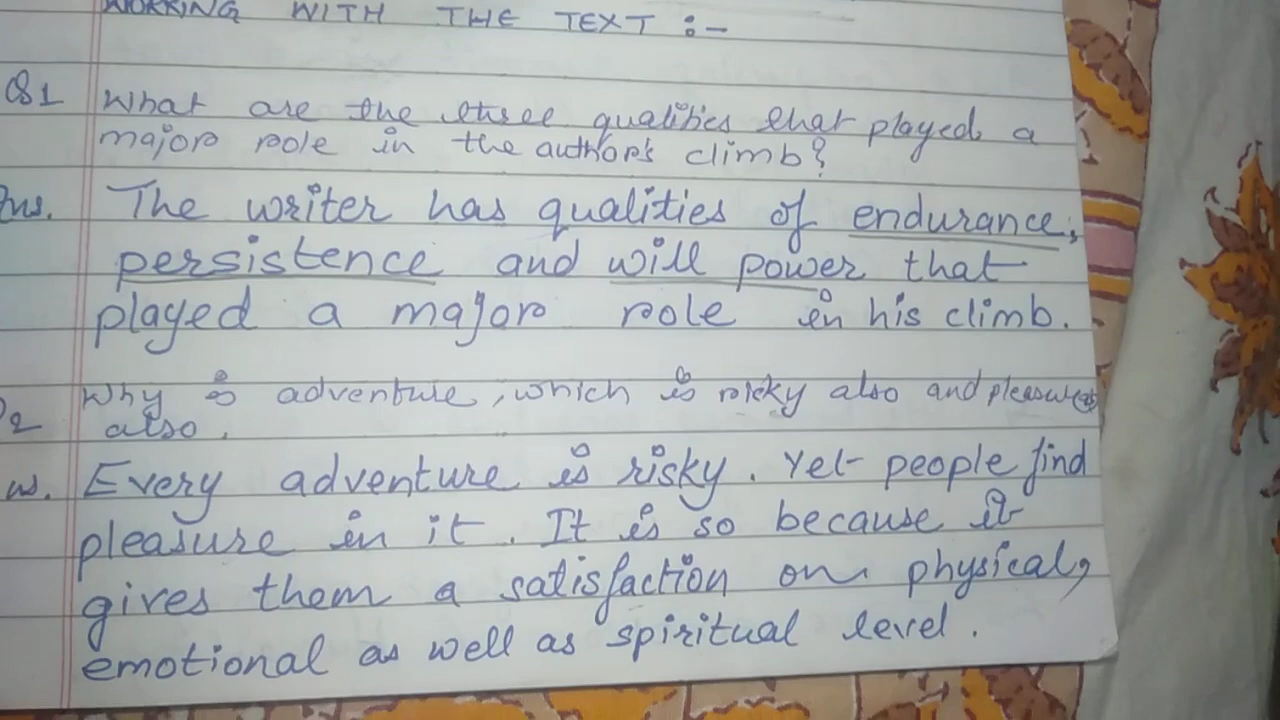 WORKING WITH THE TEXT :-
Q1 What are the three qualities that played a
major role in the author's climb?
Ans. The writer has qualities of endurance,
persistence and will power that
played a major role in his climb.
2 Why is adventure, which is risky also and pleasure
also.
Every adventure is risky. Yet people find
pleasure in it. It is so because it
gives them a satisfaction on physical,
emotional as well as spiritual level.